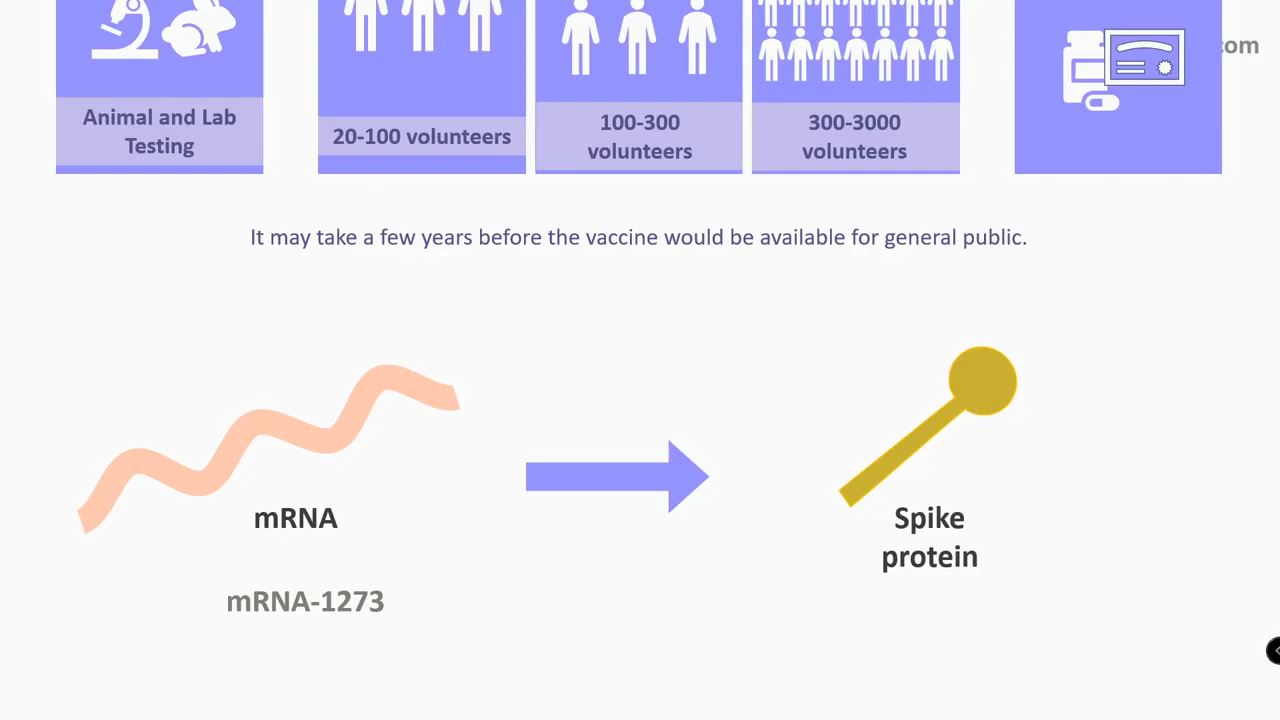 com
Animal and Lab
Testing
20-100 volunteers
100-300
volunteers
300-3000
volunteers
It may take a few years before the vaccine would be available for general public.
mRNA
Spike
protein
mRNA-1273